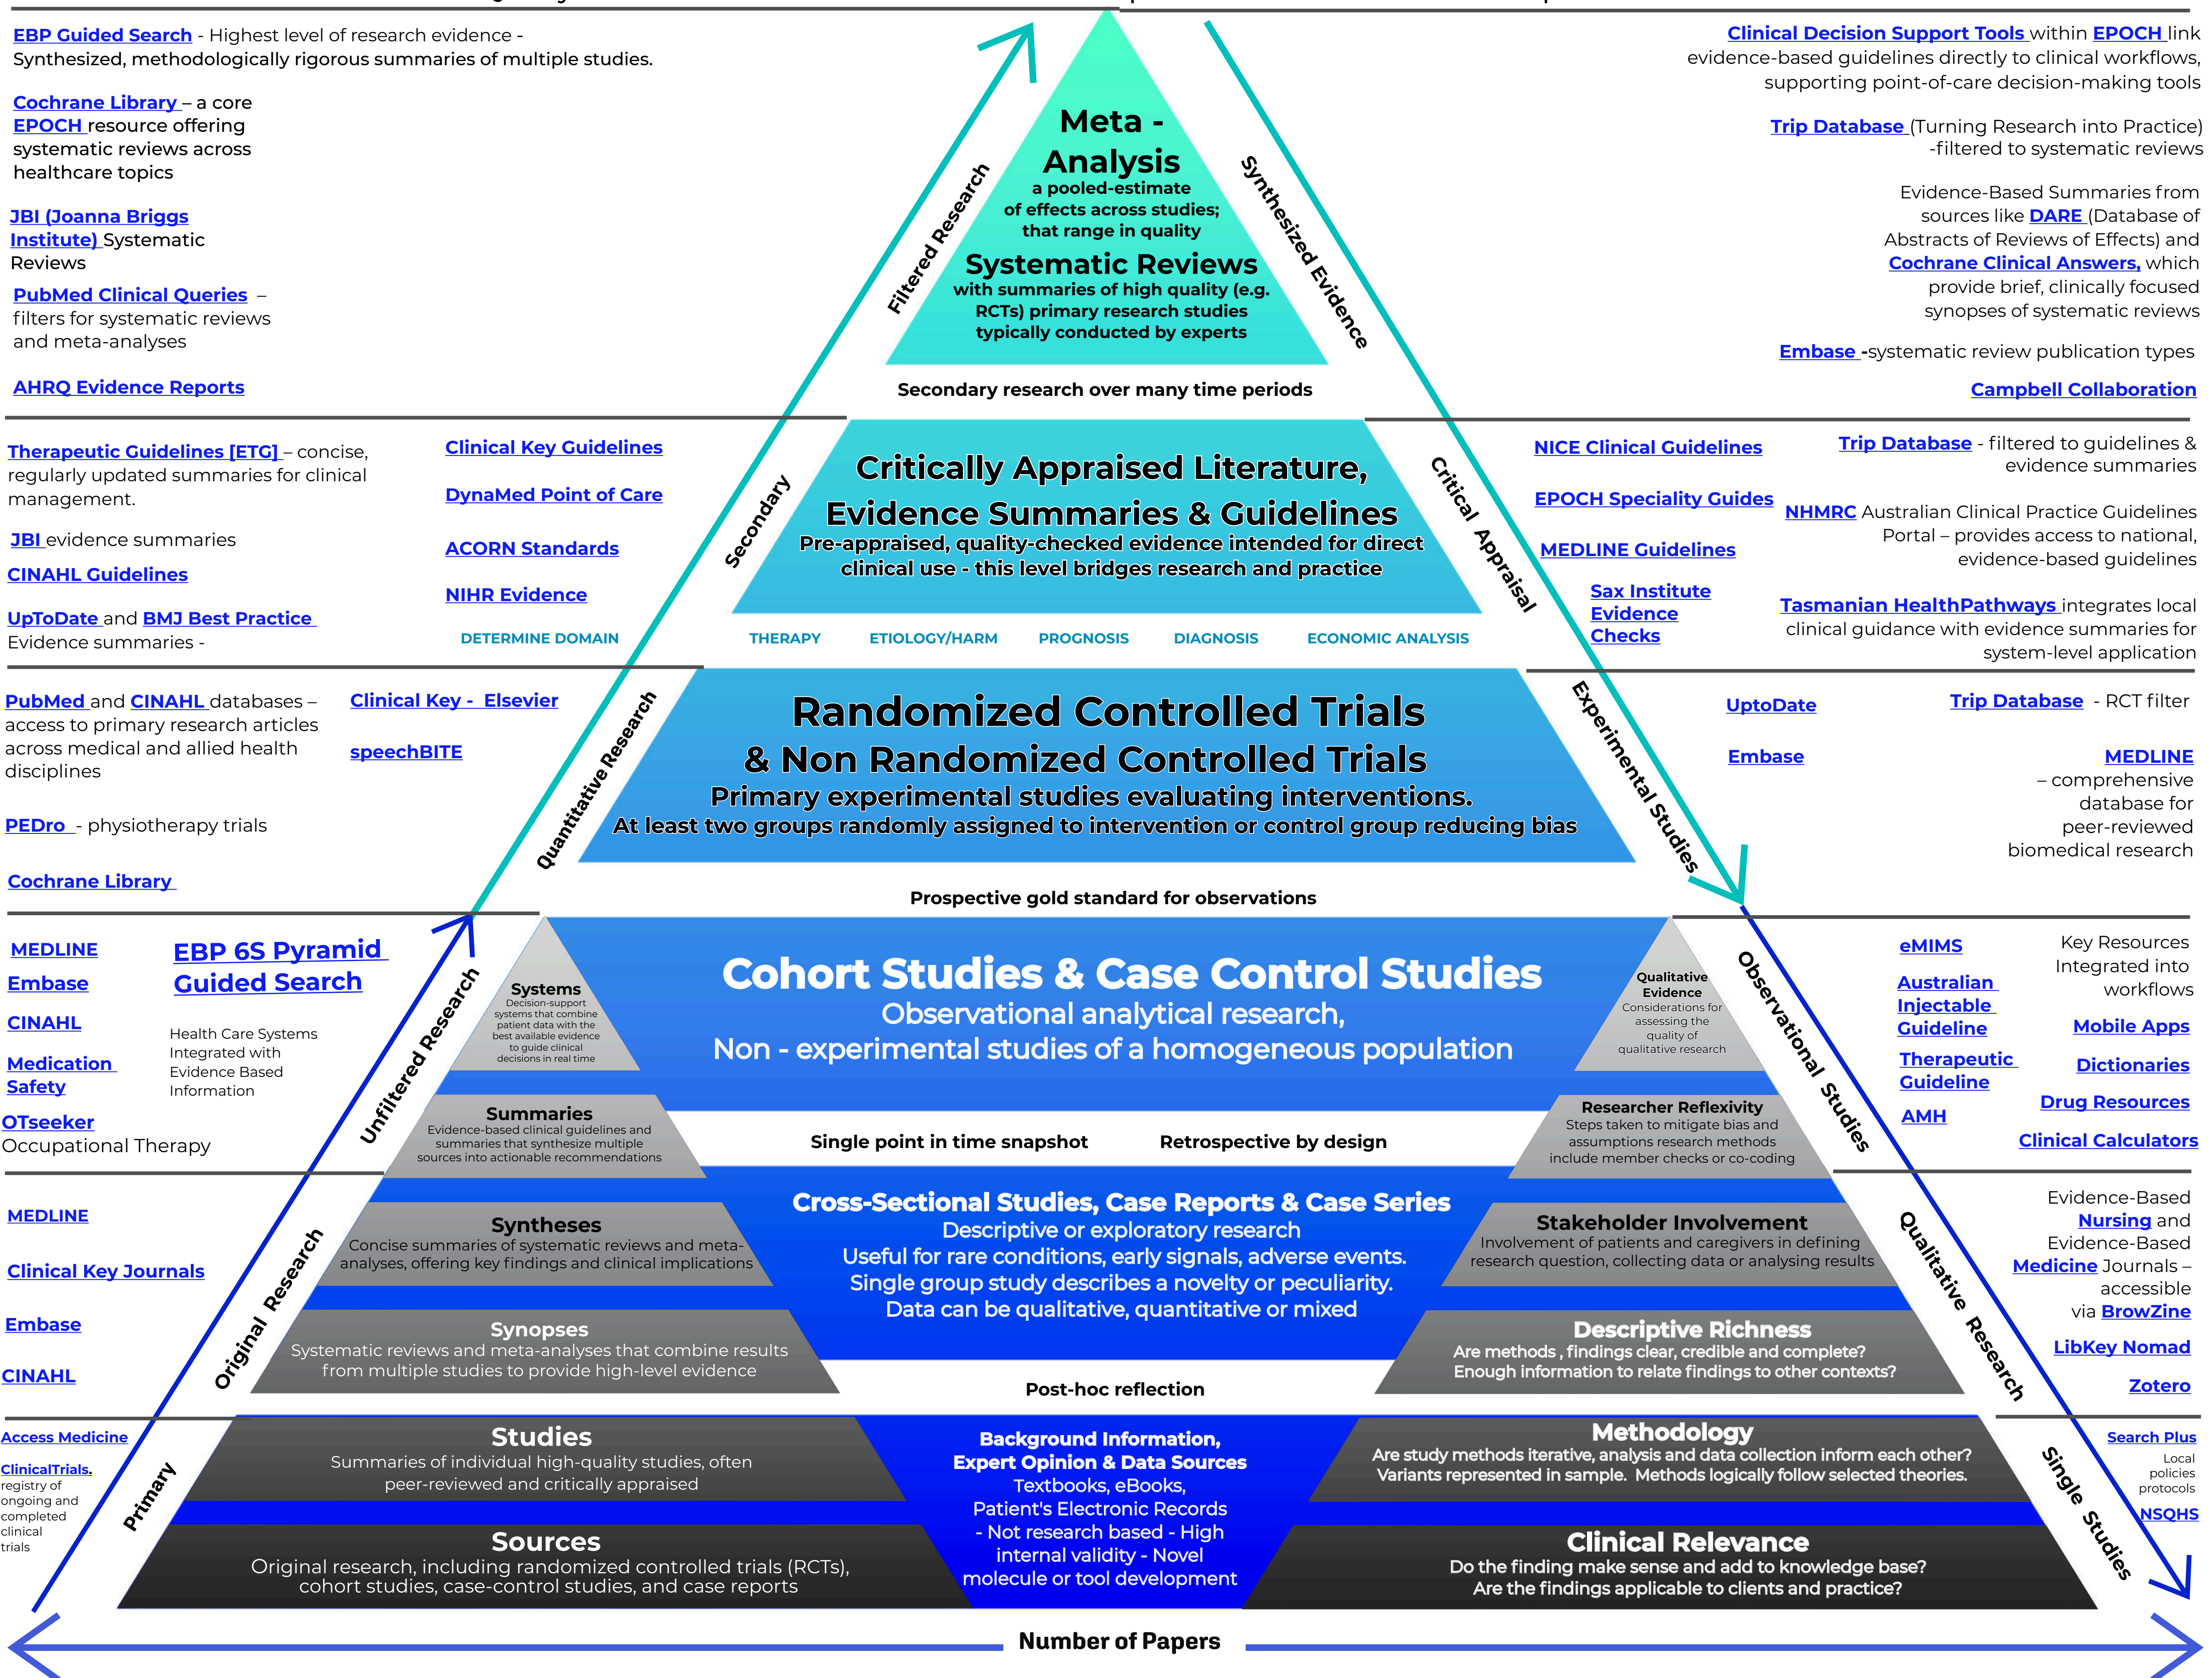 EBP Guided Search - Highest level of research evidence -
Synthesized, methodologically rigorous summaries of multiple studies.
Cochrane Library – a core
EPOCH resource offering
systematic reviews across
healthcare topics
JBI (Joanna Briggs
Institute) Systematic
Reviews
PubMed Clinical Queries –
filters for systematic reviews
and meta-analyses
AHRQ Evidence Reports
Filtered Research
Meta -
Analysis
a pooled-estimate
of effects across studies;
that range in quality
Systematic Reviews
with summaries of high quality (e.g.
RCTs) primary research studies
typically conducted by experts
Synthesized Evidence
Secondary research over many time periods
Clinical Decision Support Tools within EPOCH link
evidence-based guidelines directly to clinical workflows,
supporting point-of-care decision-making tools
Trip Database (Turning Research into Practice)
-filtered to systematic reviews
Evidence-Based Summaries from
sources like DARE (Database of
Abstracts of Reviews of Effects) and
Cochrane Clinical Answers, which
provide brief, clinically focused
synopses of systematic reviews
Embase -systematic review publication types
Campbell Collaboration
Therapeutic Guidelines [ETG] – concise,
regularly updated summaries for clinical
management.
JBI evidence summaries
CINAHL Guidelines
UpToDate and BMJ Best Practice
Evidence summaries -
Clinical Key Guidelines
DynaMed Point of Care
ACORN Standards
NIHR Evidence
Secondary
Critically Appraised Literature,
Evidence Summaries & Guidelines
Pre-appraised, quality-checked evidence intended for direct
clinical use - this level bridges research and practice
Critical Appraisal
DETERMINE DOMAIN THERAPY ETIOLOGY/HARM PROGNOSIS DIAGNOSIS ECONOMIC ANALYSIS
NICE Clinical Guidelines
EPOCH Speciality Guides
MEDLINE Guidelines
Sax Institute
Evidence
Checks
Trip Database - filtered to guidelines &
evidence summaries
NHMRC Australian Clinical Practice Guidelines
Portal – provides access to national,
evidence-based guidelines
Tasmanian HealthPathways integrates local
clinical guidance with evidence summaries for
system-level application
PubMed and CINAHL databases –
access to primary research articles
across medical and allied health
disciplines
PEDro - physiotherapy trials
Cochrane Library
Clinical Key - Elsevier
speechBITE
Quantitative Research
Randomized Controlled Trials
& Non Randomized Controlled Trials
Primary experimental studies evaluating interventions.
At least two groups randomly assigned to intervention or control group reducing bias
Experimental Studies
Prospective gold standard for observations
UptoDate
Embase
Trip Database - RCT filter
MEDLINE
– comprehensive
database for
peer-reviewed
biomedical research
MEDLINE
Embase
CINAHL
Medication
Safety
OTseeker
Occupational Therapy
EBP 6S Pyramid
Guided Search
Health Care Systems
Integrated with
Evidence Based
Information
Unfiltered Research
Systems
Decision-support
systems that combine
patient data with the
best available evidence
to guide clinical
decisions in real time
Cohort Studies & Case Control Studies
Observational analytical research,
Non - experimental studies of a homogeneous population
Qualitative
Evidence
Considerations for
assessing the
quality of
qualitative research
Observational Studies
eMIMS
Australian
Injectable
Guideline
Therapeutic
Guideline
AMH
Key Resources
Integrated into
workflows
Mobile Apps
Dictionaries
Drug Resources
Clinical Calculators
Summaries
Evidence-based clinical guidelines and
summaries that synthesize multiple
sources into actionable recommendations
Single point in time snapshot Retrospective by design
Researcher Reflexivity
Steps taken to mitigate bias and
assumptions research methods
include member checks or co-coding
MEDLINE
Clinical Key Journals
Embase
CINAHL
Original Research
Syntheses
Concise summaries of systematic reviews and meta-
analyses, offering key findings and clinical implications
Cross-Sectional Studies, Case Reports & Case Series
Descriptive or exploratory research
Useful for rare conditions, early signals, adverse events.
Single group study describes a novelty or peculiarity.
Data can be qualitative, quantitative or mixed
Stakeholder Involvement
Involvement of patients and caregivers in defining
research question, collecting data or analysing results
Qualitative Research
Evidence-Based
Nursing and
Evidence-Based
Medicine Journals –
accessible
via BrowZine
LibKey Nomad
Zotero
Synopses
Systematic reviews and meta-analyses that combine results
from multiple studies to provide high-level evidence
Post-hoc reflection
Descriptive Richness
Are methods , findings clear, credible and complete?
Enough information to relate findings to other contexts?
Access Medicine
ClinicalTrials.
registry of
ongoing and
completed
clinical
trials
Primary
Studies
Summaries of individual high-quality studies, often
peer-reviewed and critically appraised
Sources
Original research, including randomized controlled trials (RCTs),
cohort studies, case-control studies, and case reports
Background Information,
Expert Opinion & Data Sources
Textbooks, eBooks,
Patient's Electronic Records
- Not research based - High
internal validity - Novel
molecule or tool development
Methodology
Are study methods iterative, analysis and data collection inform each other?
Variants represented in sample. Methods logically follow selected theories.
Clinical Relevance
Do the finding make sense and add to knowledge base?
Are the findings applicable to clients and practice?
Single Studies
Search Plus
Local
policies
protocols
NSQHS
Number of Papers